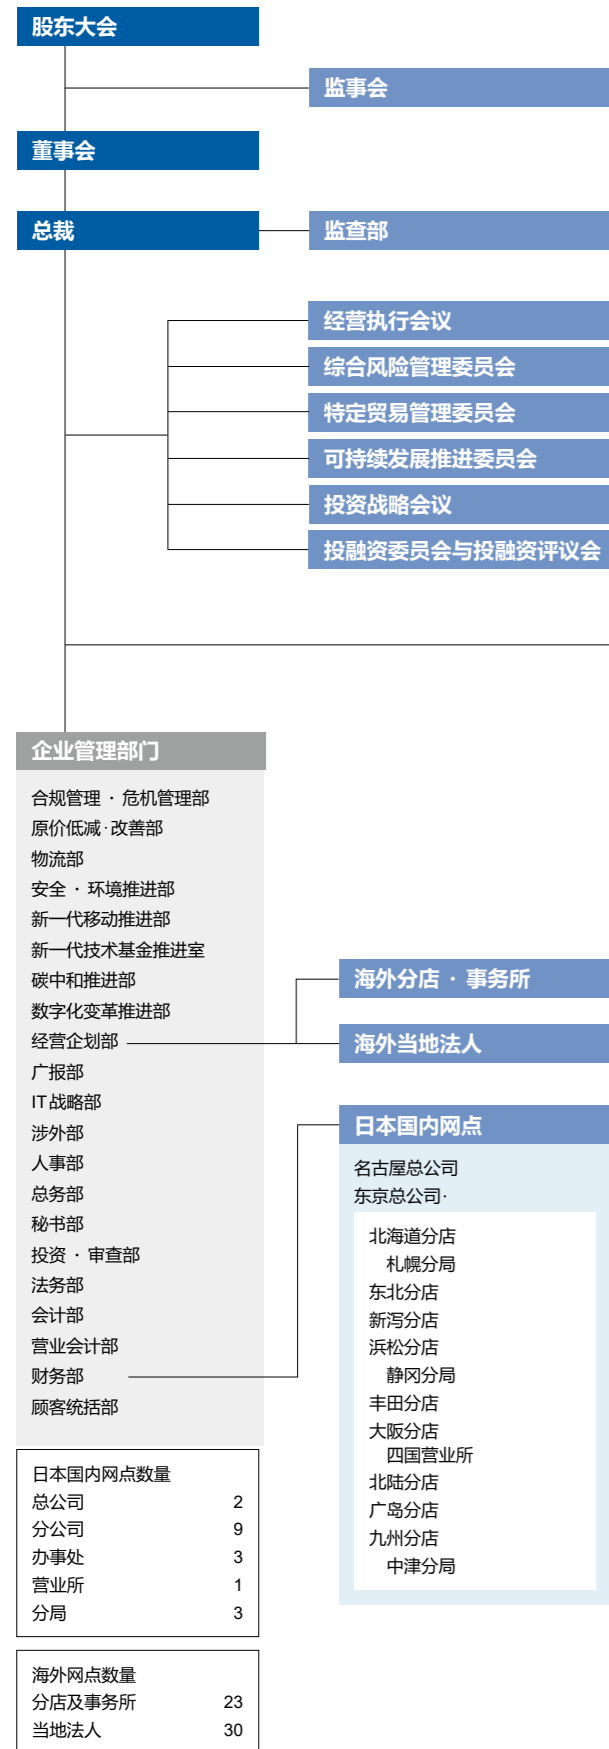 股东大会
监事会
董事会
总裁
监查部
经营执行会议
综合风险管理委员会
特定贸易管理委员会
可持续发展推进委员会
投资战略会议
投融资委员会与投融资评议会
企业管理部门
合规管理 · 危机管理部
原价低减·改善部
物流部
安全 · 环境推进部
新一代移动推进部
新一代技术基金推进室
碳中和推进部
数字化变革推进部
经营企划部
广报部
IT战略部
涉外部
人事部
总务部
秘书部
投资 · 审查部
法务部
会计部
营业会计部
财务部
顾客统括部
海外分店 · 事务所
海外当地法人
日本国内网点
名古屋总公司
东京总公司·
北海道分店
札幌分局
东北分店
新泻分店
浜松分店
静冈分局
丰田分店
大阪分店
四国营业所
北陆分店
广岛分店
九州分店
中津分局
日本国内网点数量
总公司 2
分公司 9
办事处 3
营业所 1
分局 3
海外网点数量
分店及事务所 23
当地法人 30